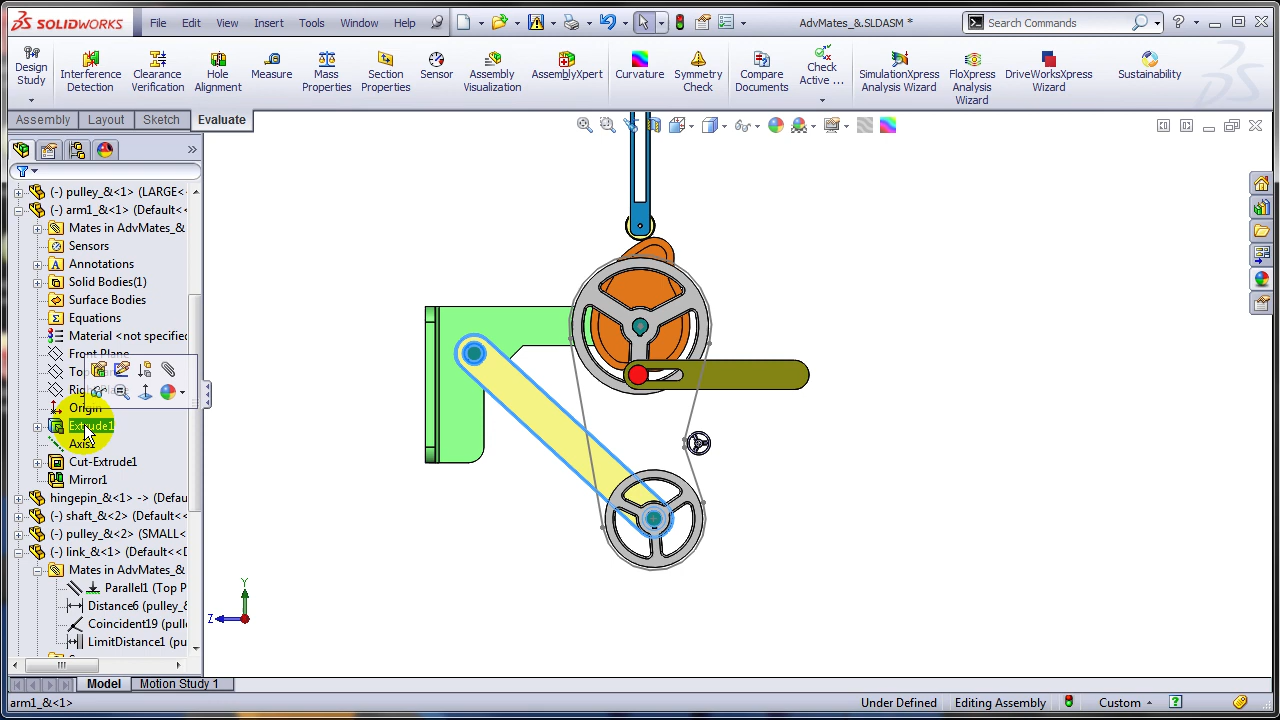 SOLIDWORKS File Edit View Insert Tools Window Help AdvMates_&.SLDASM * Search Commands
Design Study
Interference Detection
Clearance Verification
Hole Alignment
Measure
Mass Properties
Section Properties
Sensor
Assembly Visualization
AssemblyXpert
Curvature
Symmetry Check
Compare Documents
Check Active ...
SimulationXpress Analysis Wizard
FloXpress Analysis Wizard
DriveWorksXpress Wizard
Sustainability
Assembly Layout Sketch Evaluate
(-) pulley_&<1> (LARGE<
(-) arm1_&<1> (Default<
Mates in AdvMates_&
Sensors
Annotations
Solid Bodies(1)
Surface Bodies
Equations
Material <not specified
Front Plane
Origin
Extrude1
Cut-Extrude1
Mirror1
hingepin_&<1> -> (Defau
(-) shaft_&<2> (Default<
(-) pulley_&<2> (SMALL<
(-) link_&<1> (Default<<D
Mates in AdvMates_&
Parallel1 (Top P
Distance6 (pulley_&
Coincident19 (pull
LimitDistance1 (pu
Y
Z
Model Motion Study 1
arm1_&<1> Under Defined Editing Assembly Custom